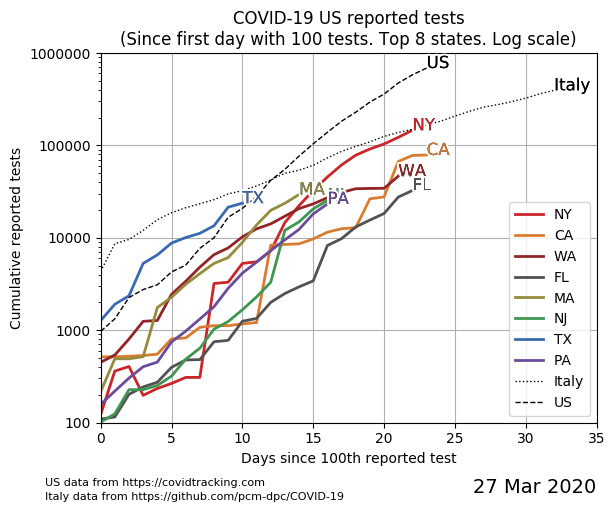 COVID-19 US reported tests
(Since first day with 100 tests. Top 8 states. Log scale)
Cumulative reported tests
1000000
100000
10000
1000
100
US
Italy
NY
CA
WA
FL
MA
NJ
PA
TX
NY
CA
WA
FL
MA
NJ
TX
PA
Italy
US
0 5 10 15 20 25 30 35
Days since 100th reported test
US data from https://covidtracking.com
Italy data from https://github.com/pcm-dpc/COVID-19
27 Mar 2020